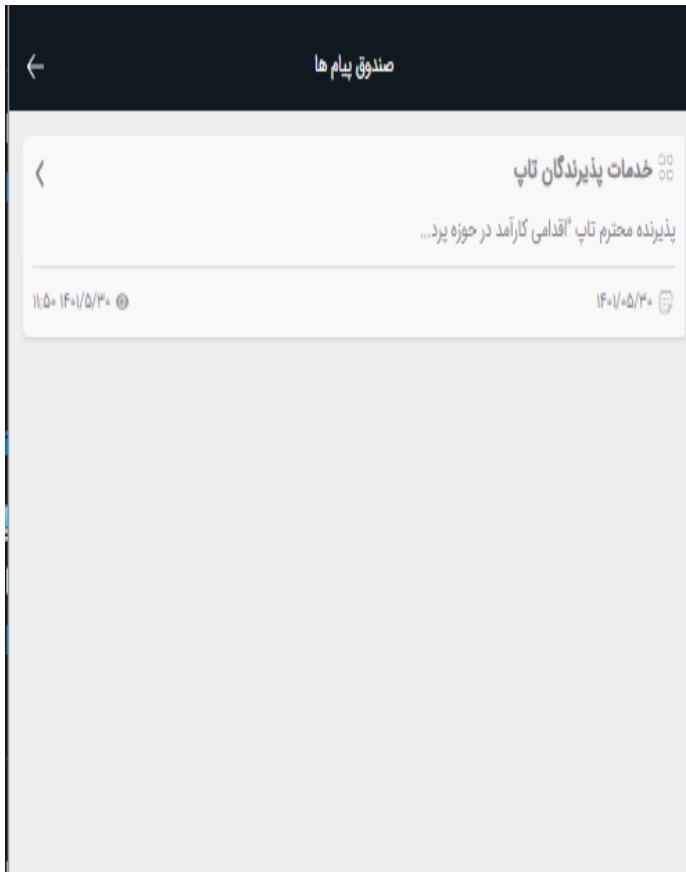 صندوق پیام ها
خدمات پذیرندگان تاپ
پذیرنده محترم تاپ "اقدامی کارآمد در حوزه پرد...
۱۴۰۱/۰۵/۳۰
۱۴۰۱/۵/۳۰ ۱۱:۵۰